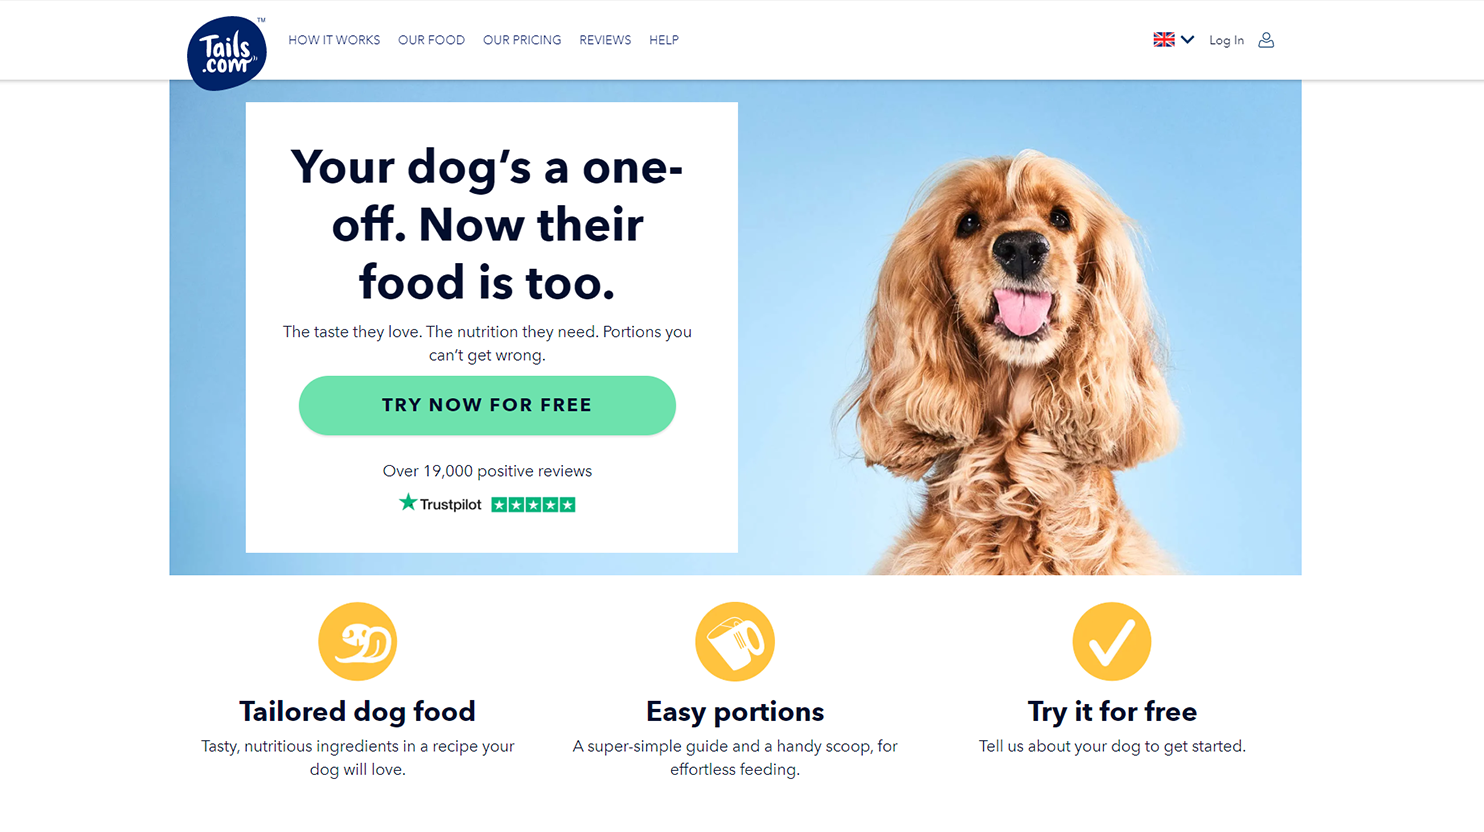 Tails
.com
TM
HOW IT WORKS
OUR FOOD
OUR PRICING
REVIEWS
HELP
Log In
Your dog’s a one-
off. Now their
food is too.
The taste they love. The nutrition they need. Portions you
can’t get wrong.
TRY NOW FOR FREE
Over 19,000 positive reviews
Trustpilot
Tailored dog food
Tasty, nutritious ingredients in a recipe your
dog will love.
Easy portions
A super-simple guide and a handy scoop, for
effortless feeding.
Try it for free
Tell us about your dog to get started.